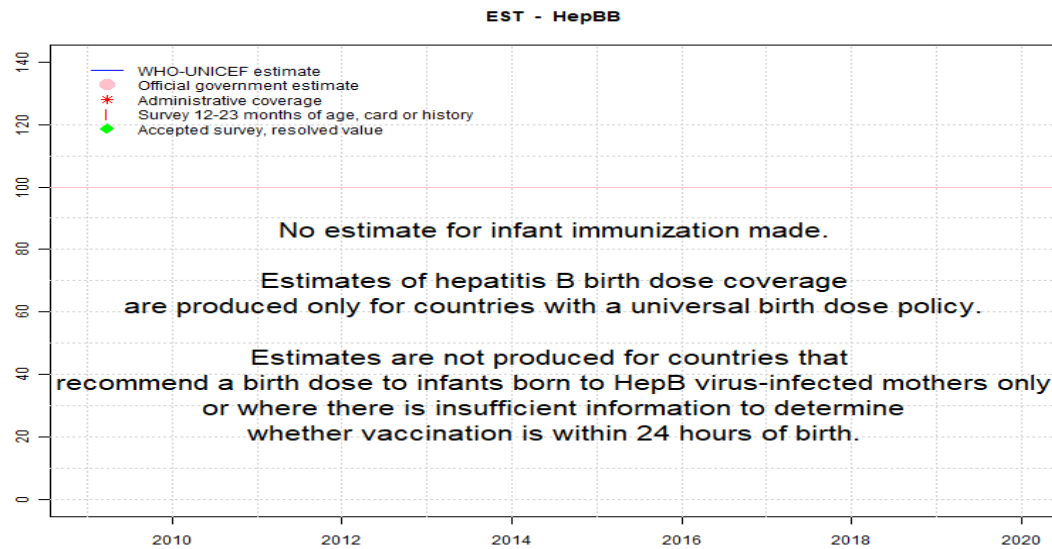 EST - HepBB
WHO-UNICEF estimate
Official government estimate
Administrative coverage
Survey 12-23 months of age, card or history
Accepted survey, resolved value
140
120
100
80
60
40
20
0
No estimate for infant immunization made.
Estimates of hepatitis B birth dose coverage
are produced only for countries with a universal birth dose policy.
Estimates are not produced for countries that
recommend a birth dose to infants born to HepB virus-infected mothers only
or where there is insufficient information to determine
whether vaccination is within 24 hours of birth.
2010 2012 2014 2016 2018 2020